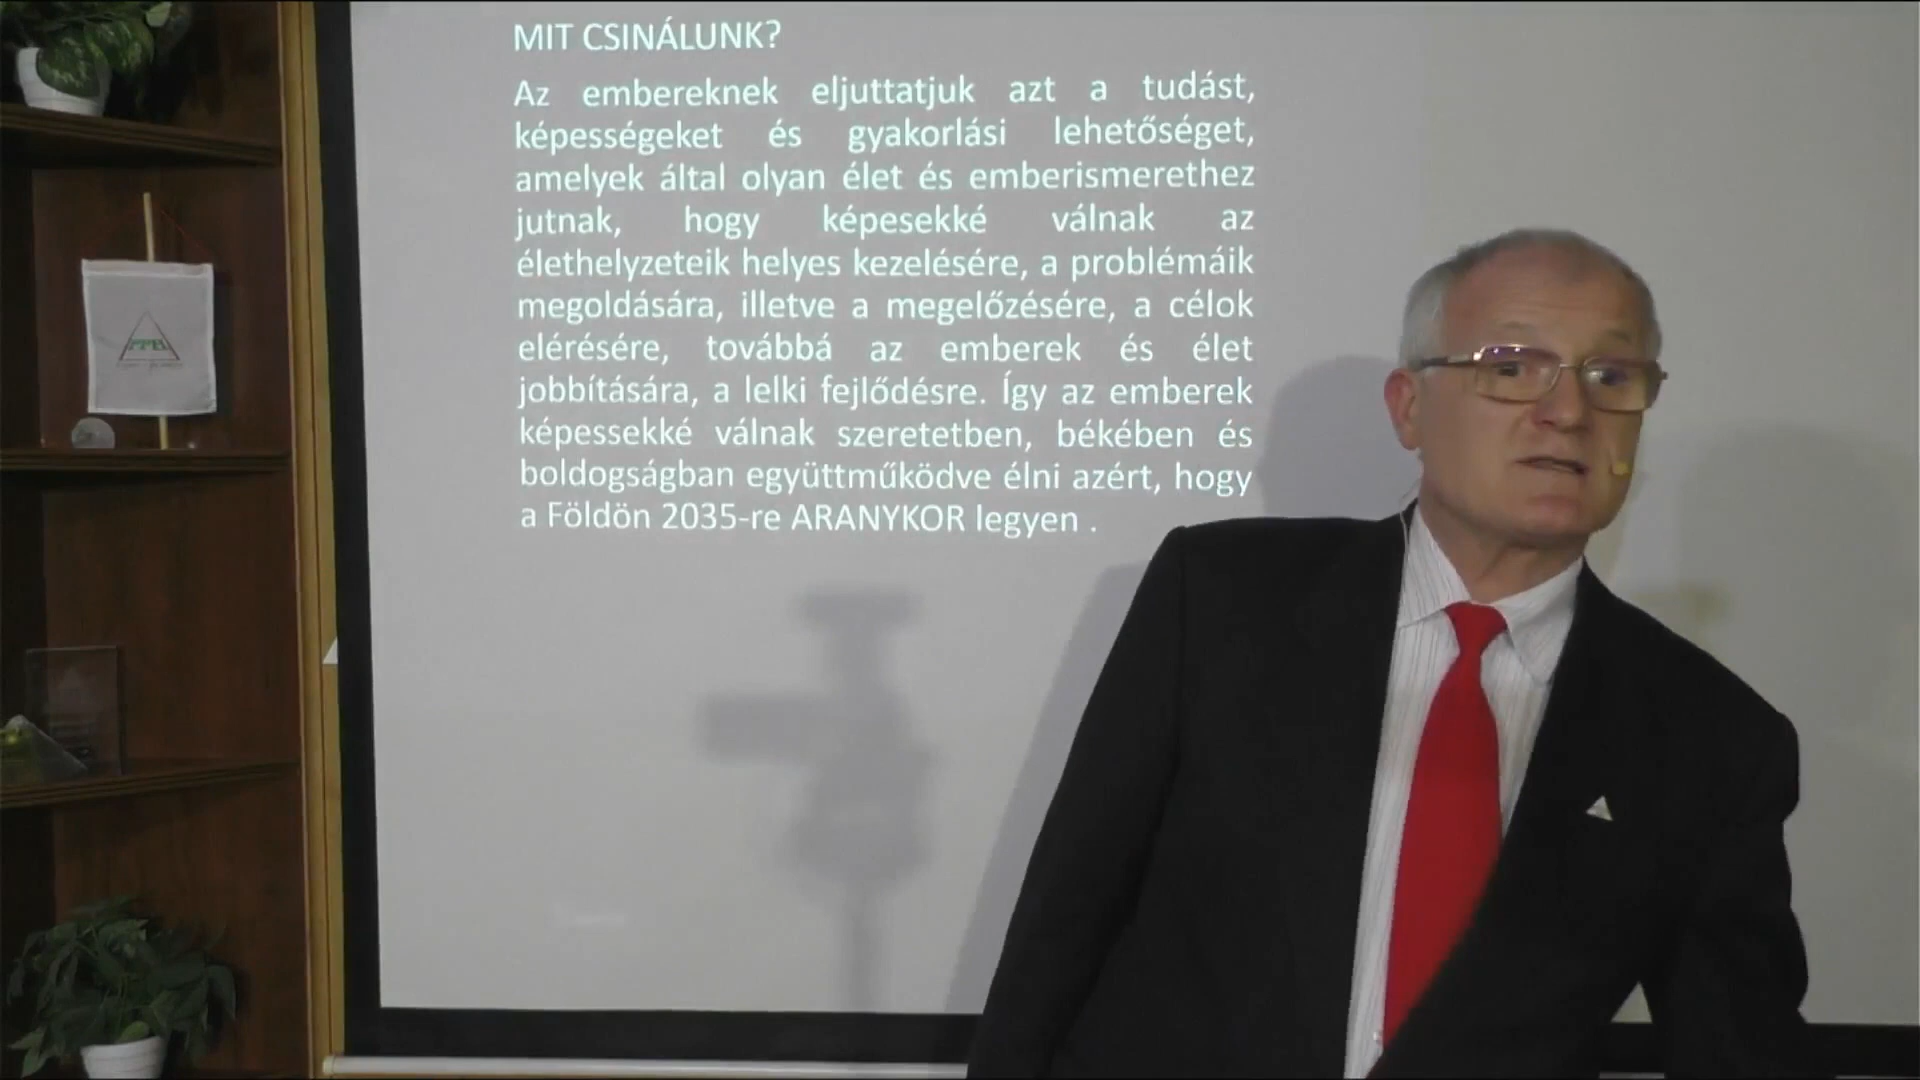 MIT CSINÁLUNK?
Az embereknek eljuttatjuk azt a tudást,
képességeket és gyakorlási lehetőséget,
amelyek által olyan élet és emberismerethez
jutnak, hogy képesekké válnak az
élethelyzeteik helyes kezelésére, a problémáik
megoldására, illetve a megelőzésére, a célok
elérésére, továbbá az emberek és élet
jobbítására, a lelki fejlődésre. Így az emberek
képessekké válnak szeretetben, békében és
boldogságban együttműködve élni azért, hogy
a Földön 2035-re ARANYKOR legyen .